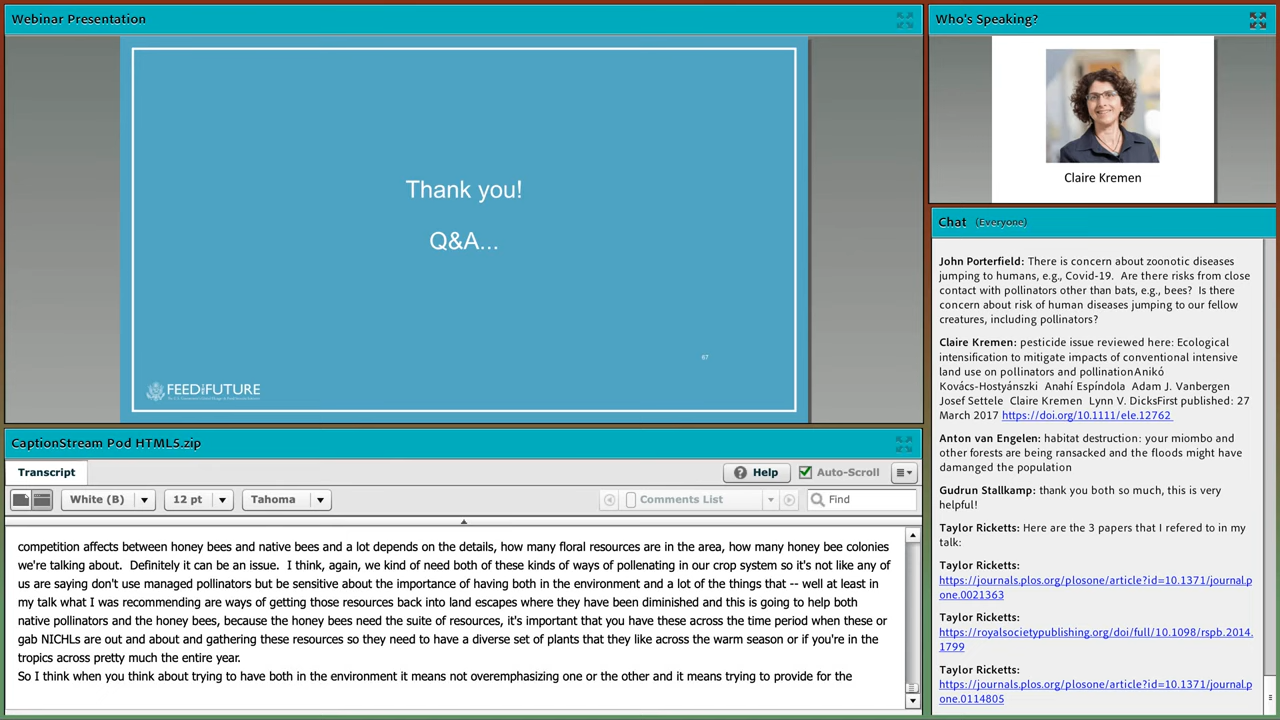 Webinar Presentation
Thank you!
Q&A...
67
FEED THE FUTURE
Who's Speaking?
Claire Kremen
Chat (Everyone)
John Porterfield: There is concern about zoonotic diseases
jumping to humans, e.g., Covid-19. Are there risks from close
contact with pollinators other than bats, e.g., bees? Is there
concern about risk of human diseases jumping to our fellow
creatures, including pollinators?
Claire Kremen: pesticide issue reviewed here: Ecological
intensification to mitigate impacts of conventional intensive
land use on pollinators and pollinationAnikó
Kovács-Hostyánszki Anahí Espíndola Adam J. Vanbergen
Josef Settele Claire Kremen Lynn V. DicksFirst published: 27
March 2017 https://doi.org/10.1111/ele.12762
Anton van Engelen: habitat destruction: your miombo and
other forests are being ransacked and the floods might have
damaged the population
Gudrun Stallkamp: thank you both so much, this is very
helpful!
Taylor Ricketts: Here are the 3 papers that I refered to in my
talk:
Taylor Ricketts:
https://journals.plos.org/plosone/article?id=10.1371/journal.p
one.0021363
Taylor Ricketts:
https://royalsocietypublishing.org/doi/full/10.1098/rspb.2014.
1799
Taylor Ricketts:
https://journals.plos.org/plosone/article?id=10.1371/journal.p
one.0114805
CaptionStream Pod HTML5.zip
Transcript
Help
Auto-Scroll
White (B)
12 pt
Tahoma
Comments List
Find
competition affects between honey bees and native bees and a lot depends on the details, how many floral resources are in the area, how many honey bee colonies
we're talking about. Definitely it can be an issue. I think, again, we kind of need both of these kinds of ways of pollenating in our crop system so it's not like any of
us are saying don't use managed pollinators but be sensitive about the importance of having both in the environment and a lot of the things that -- well at least in
my talk what I was recommending are ways of getting those resources back into land escapes where they have been diminished and this is going to help both
native pollinators and the honey bees, because the honey bees need the suite of resources, it's important that you have these across the time period when these or
gab NICHLs are out and about and gathering these resources so they need to have a diverse set of plants that they like across the warm season or if you're in the
tropics across pretty much the entire year.
So I think when you think about trying to have both in the environment it means not overemphasizing one or the other and it means trying to provide for the